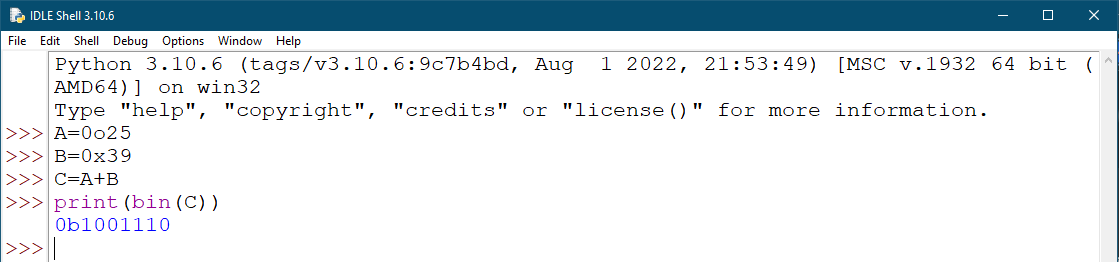 IDLE Shell 3.10.6
File Edit Shell Debug Options Window Help
Python 3.10.6 (tags/v3.10.6:9c7b4bd, Aug  1 2022, 21:53:49) [MSC v.1932 64 bit (
AMD64)] on win32
Type "help", "copyright", "credits" or "license()" for more information.
>>> A=0o25
>>> B=0x39
>>> C=A+B
>>> print(bin(C))
0b1001110
>>>